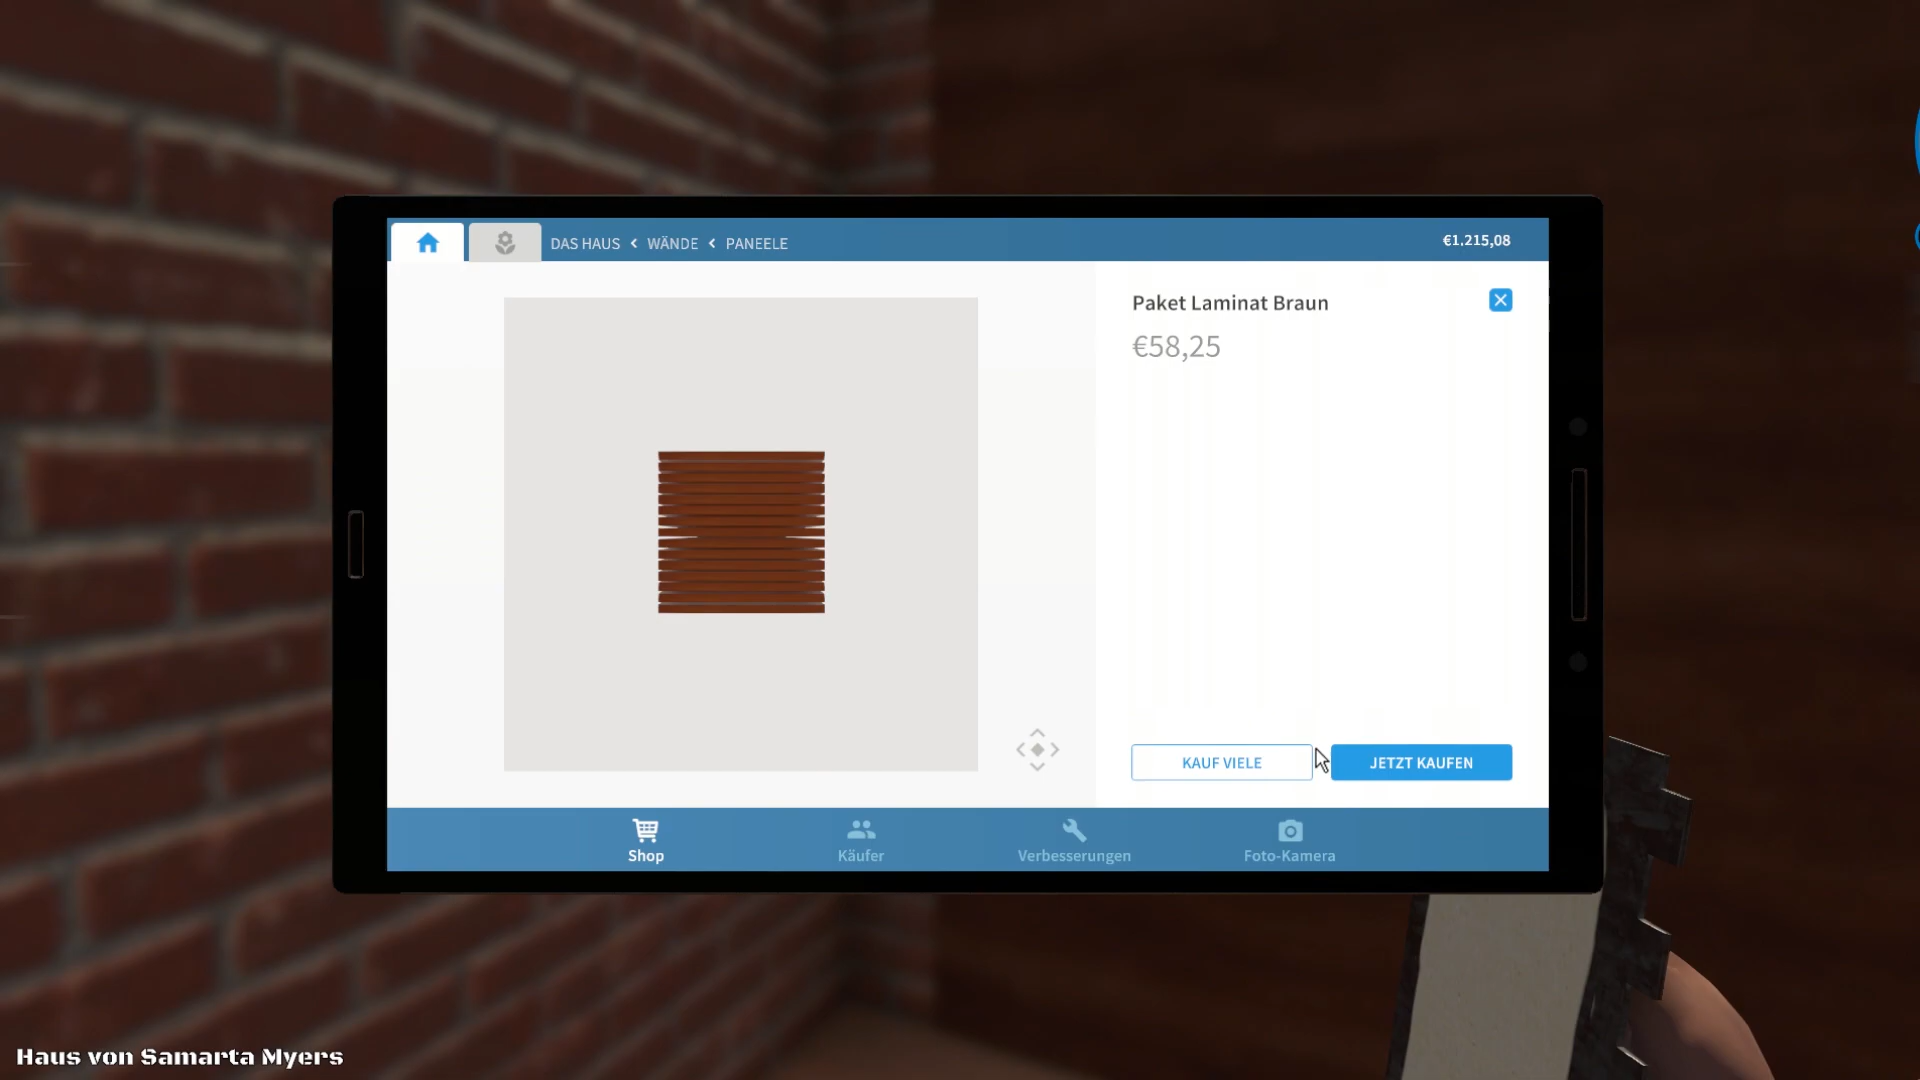 DAS HAUS < WÄNDE < PANEELE
€1.215,08
Paket Laminat Braun
€58,25
KAUF VIELE
JETZT KAUFEN
Shop
Käufer
Verbesserungen
Foto-Kamera
Haus von Samarta Myers